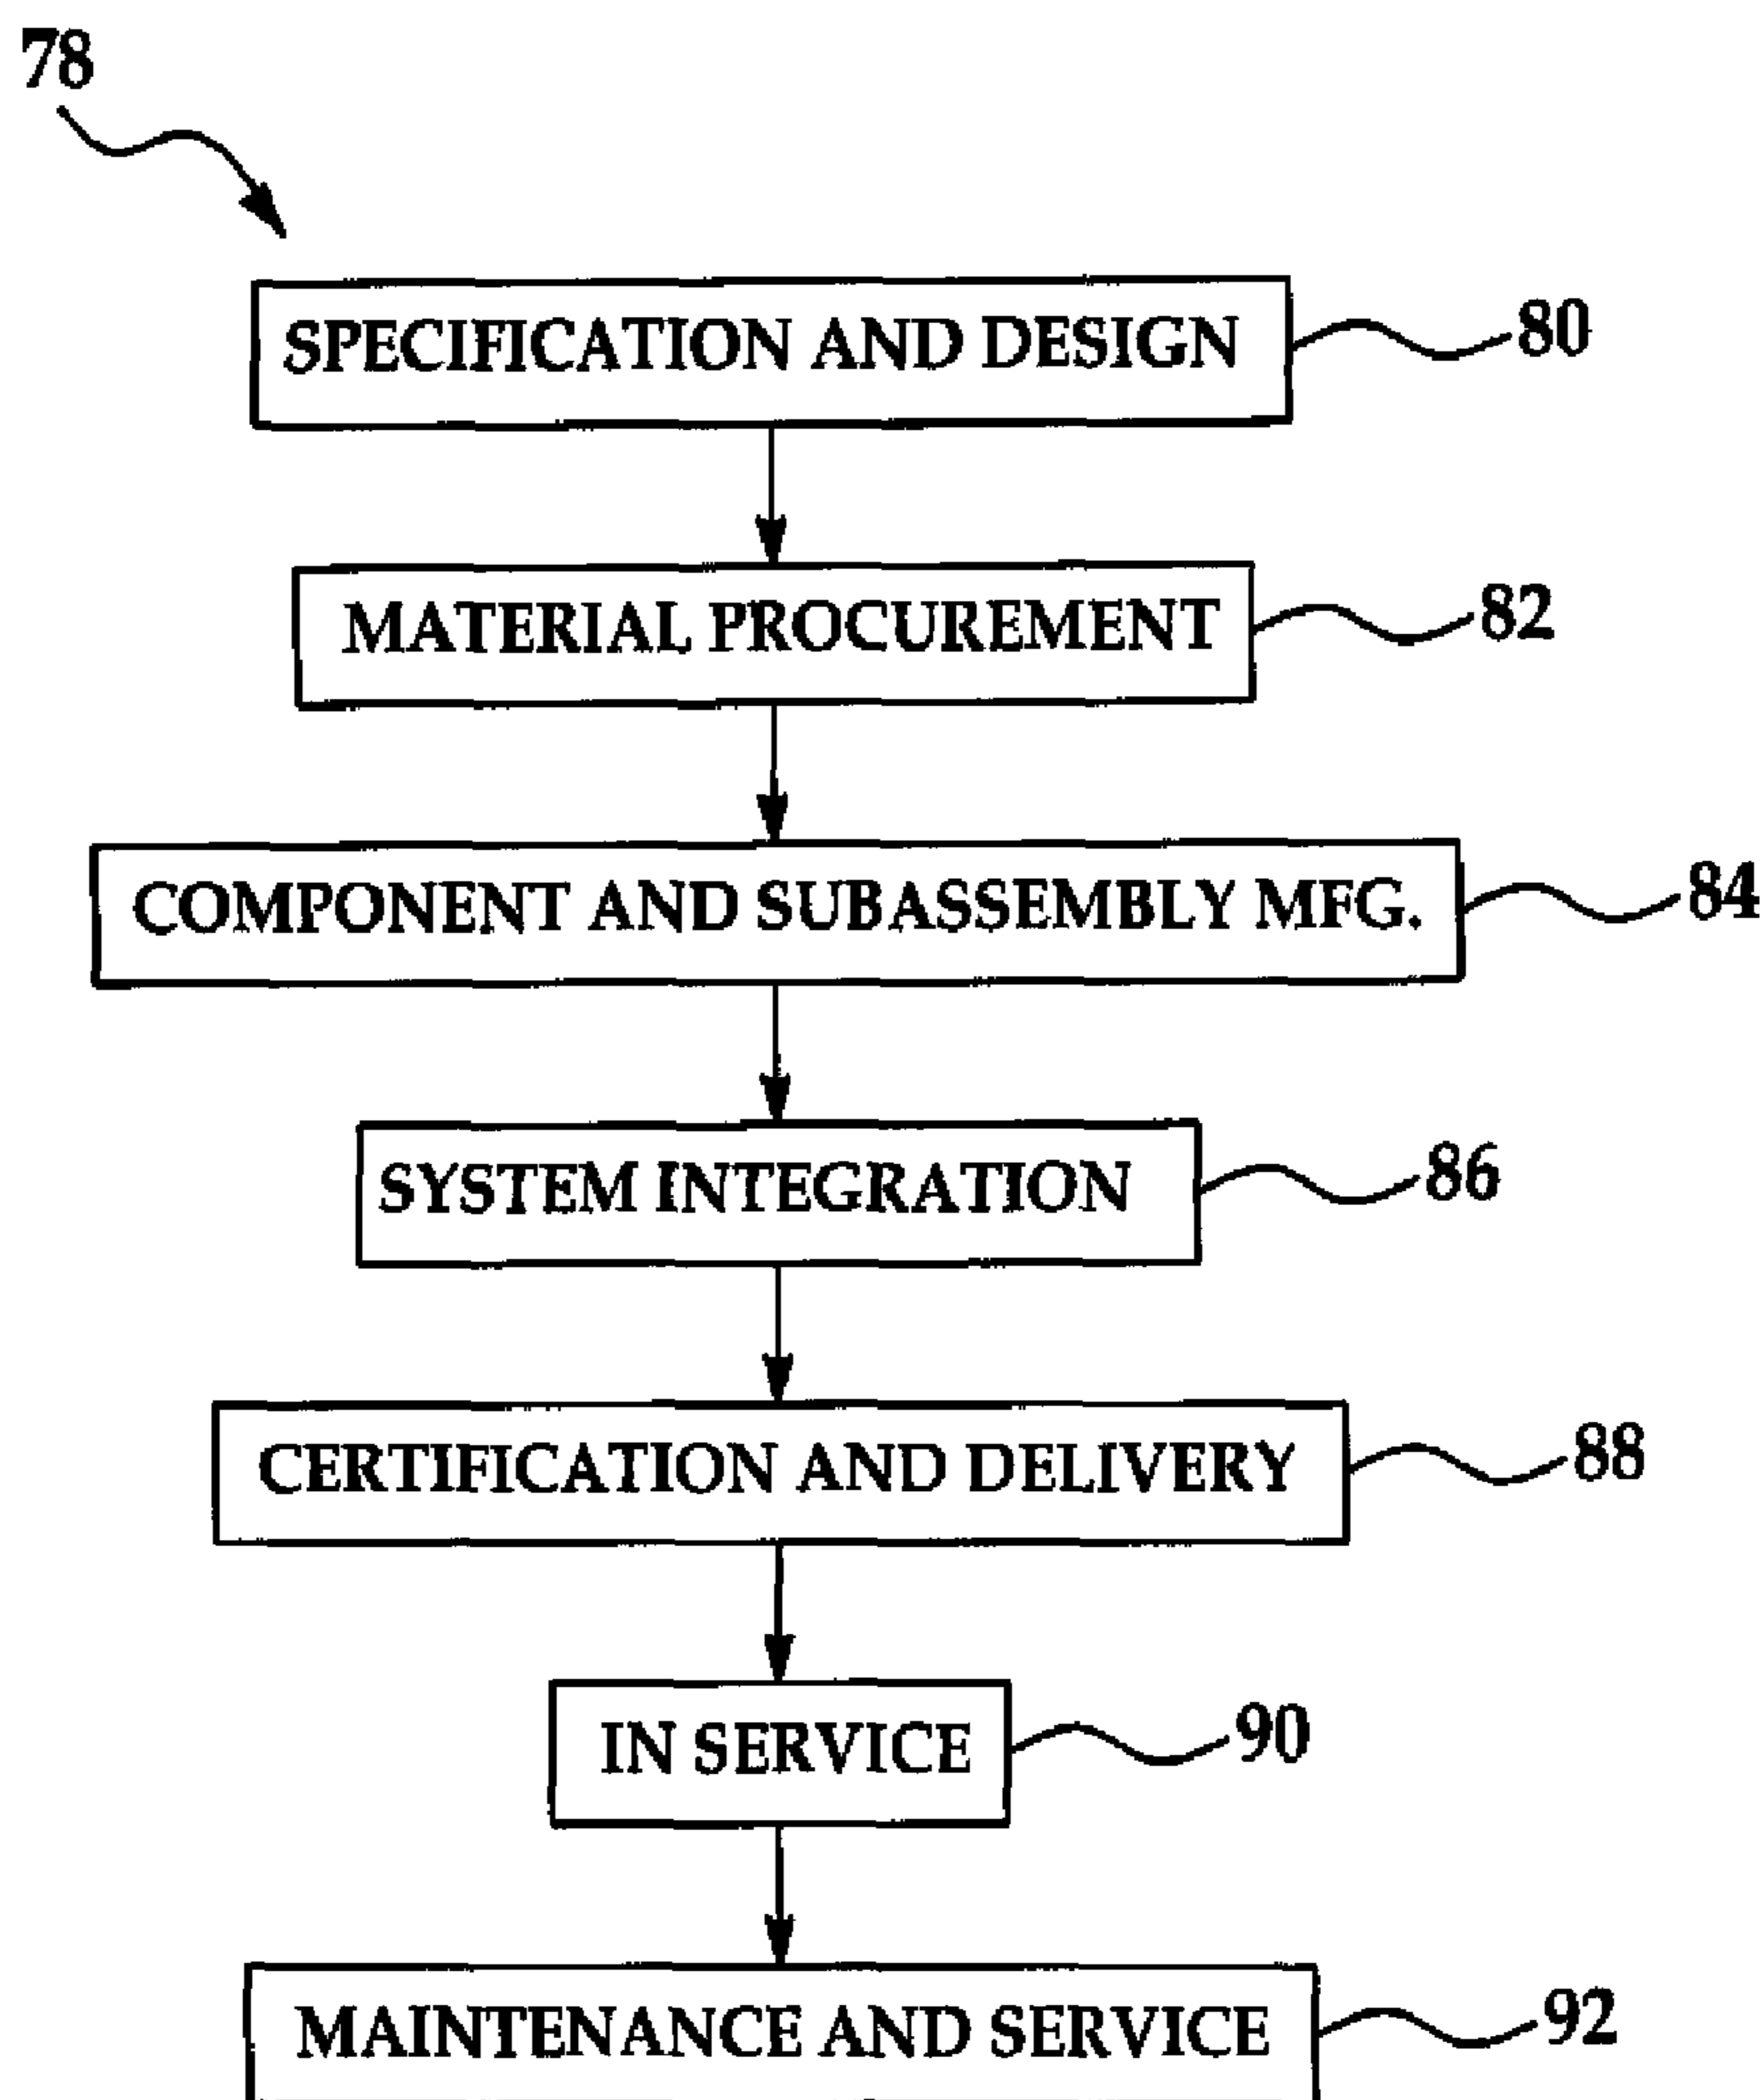 78
SPECIFICATION AND DESIGN 80
MATERIAL PROCUREMENT 82
COMPONENT AND SUBASSEMBLY MFG. 84
SYSTEM INTEGRATION 86
CERTIFICATION AND DELIVERY 88
IN SERVICE 90
MAINTENANCE AND SERVICE 92